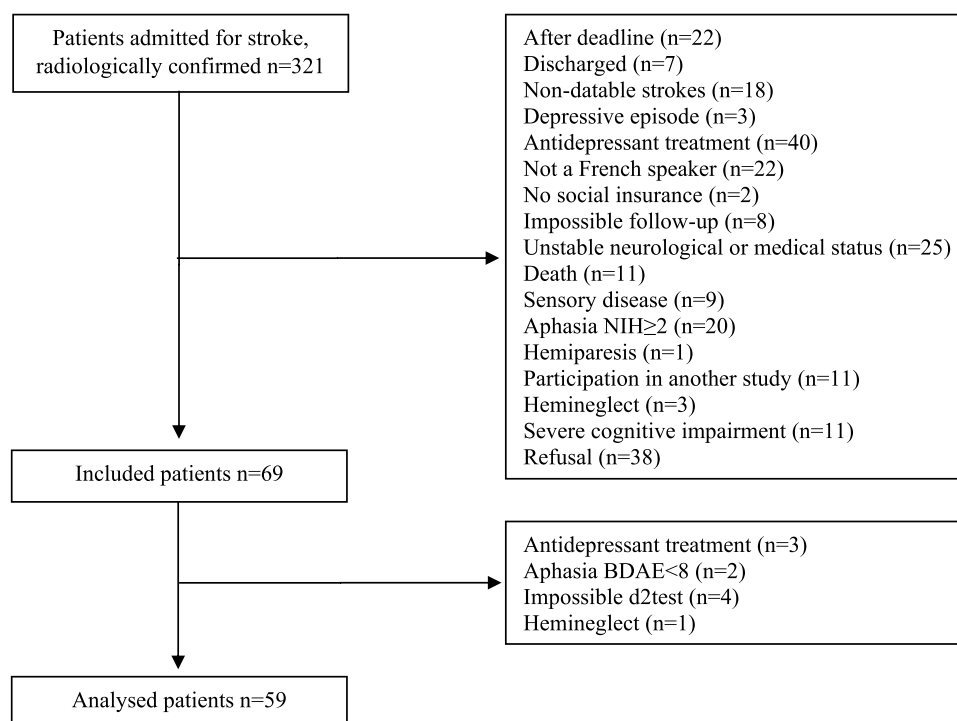 Patients admitted for stroke,
radiologically confirmed n=321
After deadline (n=22)
Discharged (n=7)
Non-datable strokes (n=18)
Depressive episode (n=3)
Antidepressant treatment (n=40)
Not a French speaker (n=22)
No social insurance (n=2)
Impossible follow-up (n=8)
Unstable neurological or medical status (n=25)
Death (n=11)
Sensory disease (n=9)
Aphasia NIH≥2 (n=20)
Hemiparesis (n=1)
Participation in another study (n=11)
Hemineglect (n=3)
Severe cognitive impairment (n=11)
Refusal (n=38)
Included patients n=69
Antidepressant treatment (n=3)
Aphasia BDAE<8 (n=2)
Impossible d2test (n=4)
Hemineglect (n=1)
Analysed patients n=59